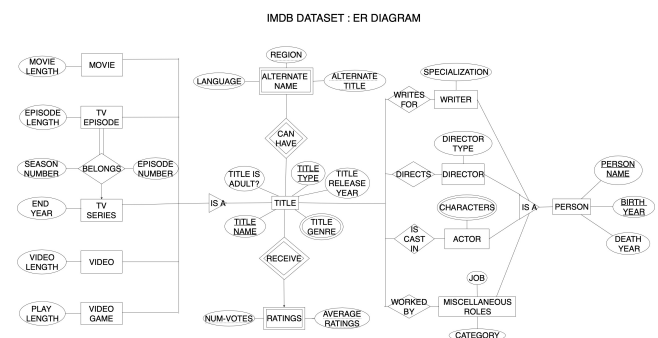 IMDB DATASET : ER DIAGRAM
MOVIE
LENGTH
MOVIE
EPISODE
LENGTH
TV
EPISODE
SEASON
NUMBER
BELONGS
EPISODE
NUMBER
END
YEAR
TV
SERIES
VIDEO
LENGTH
VIDEO
PLAY
LENGTH
VIDEO
GAME
IS A
REGION
LANGUAGE
ALTERNATE
NAME
ALTERNATE
TITLE
CAN
HAVE
TITLE IS
ADULT?
TITLE
TYPE
TITLE
RELEASE
YEAR
TITLE
TITLE
NAME
TITLE
GENRE
RECEIVE
NUM-VOTES
RATINGS
AVERAGE
RATINGS
SPECIALIZATION
WRITES
FOR
WRITER
DIRECTOR
TYPE
DIRECTS
DIRECTOR
CHARACTERS
IS
CAST
IN
ACTOR
JOB
WORKED
BY
MISCELLANEOUS
ROLES
CATEGORY
IS A
PERSON
PERSON
NAME
BIRTH
YEAR
DEATH
YEAR